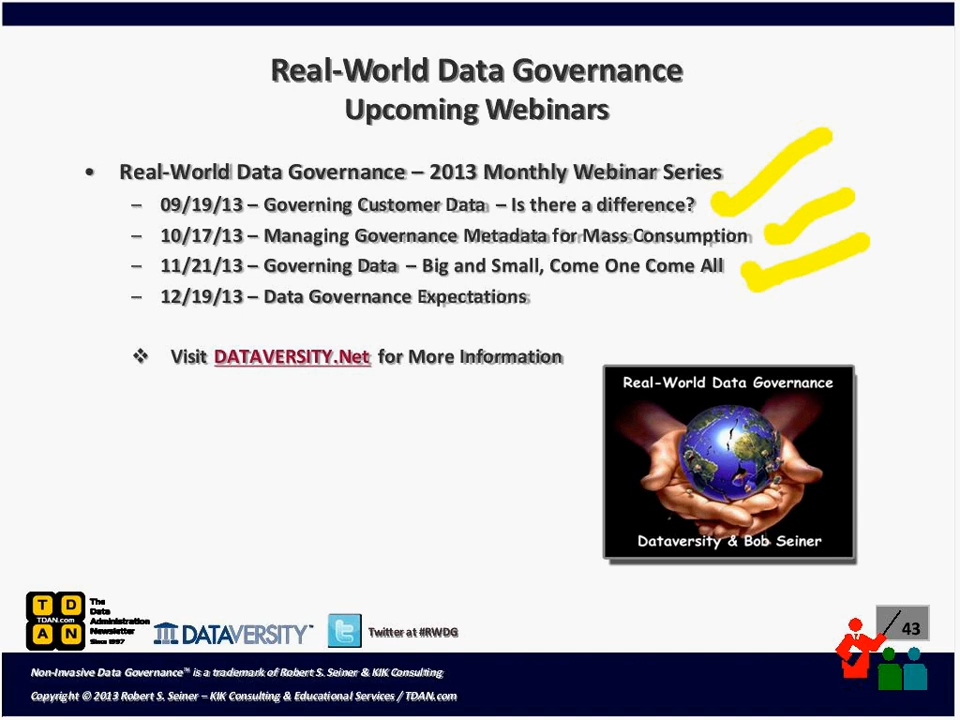 Real-World Data Governance
Upcoming Webinars
• Real-World Data Governance – 2013 Monthly Webinar Series
– 09/19/13 – Governing Customer Data – Is there a difference?
– 10/17/13 – Managing Governance Metadata for Mass Consumption
– 11/21/13 – Governing Data – Big and Small, Come One Come All
– 12/19/13 – Data Governance Expectations
❖ Visit DATAVERSITY.Net for More Information
Real-World Data Governance
Dataversity & Bob Seiner
T D
TDAN.com
A N
The
Data
Administration
Newsletter
Since 1997
DATAVERSITY™
Twitter at #RWDG
43
Non-Invasive Data Governance™ is a trademark of Robert S. Seiner & KIK Consulting
Copyright © 2013 Robert S. Seiner – KIK Consulting & Educational Services / TDAN.com